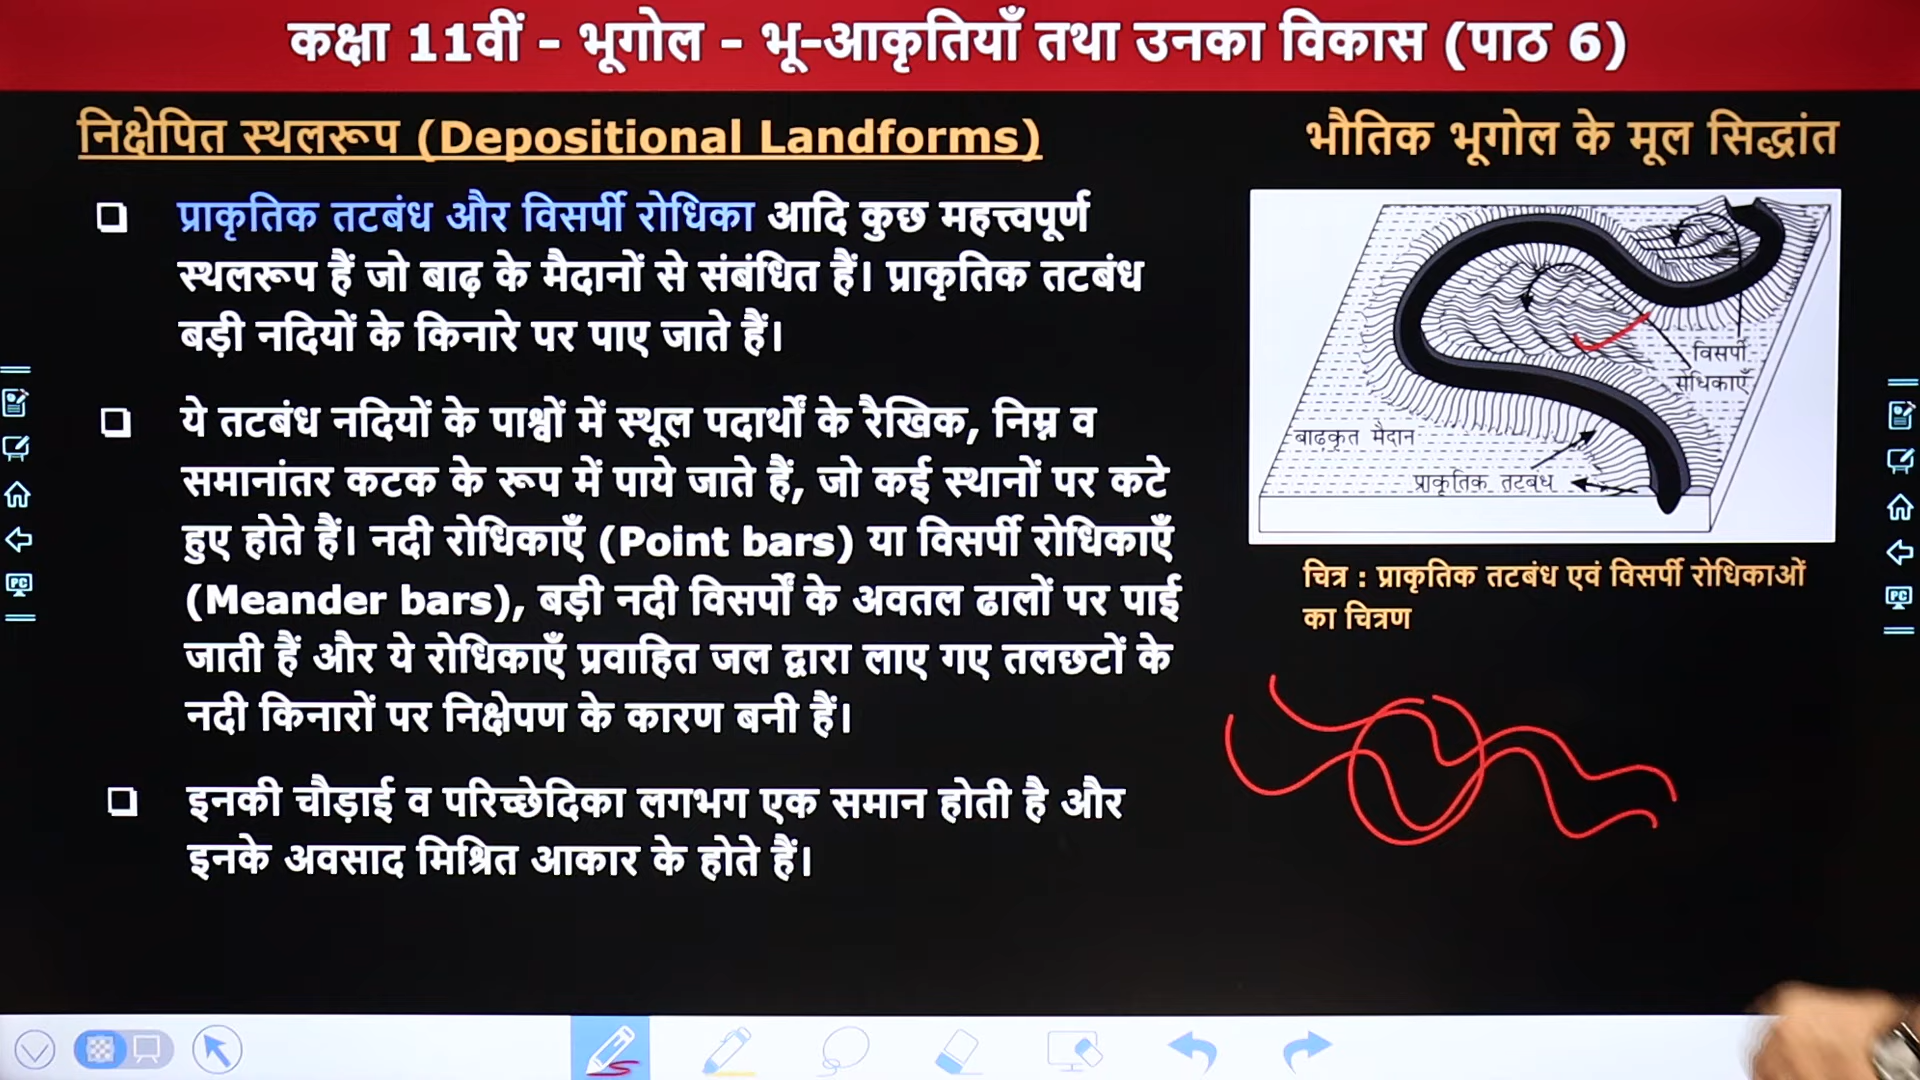 कक्षा 11वीं - भूगोल - भू-आकृतियाँ तथा उनका विकास (पाठ 6)
निक्षेपित स्थलरूप (Depositional Landforms)
भौतिक भूगोल के मूल सिद्धांत
प्राकृतिक तटबंध और विसर्पी रोधिका आदि कुछ महत्त्वपूर्ण
स्थलरूप हैं जो बाढ़ के मैदानों से संबंधित हैं। प्राकृतिक तटबंध
बड़ी नदियों के किनारे पर पाए जाते हैं।
ये तटबंध नदियों के पार्श्वों में स्थूल पदार्थों के रैखिक, निम्न व
समानांतर कटक के रूप में पाये जाते हैं, जो कई स्थानों पर कटे
हुए होते हैं। नदी रोधिकाएँ (Point bars) या विसर्पी रोधिकाएँ
(Meander bars), बड़ी नदी विसर्पों के अवतल ढालों पर पाई
जाती हैं और ये रोधिकाएँ प्रवाहित जल द्वारा लाए गए तलछटों के
नदी किनारों पर निक्षेपण के कारण बनी हैं।
इनकी चौड़ाई व परिच्छेदिका लगभग एक समान होती है और
इनके अवसाद मिश्रित आकार के होते हैं।
विसर्पी
रोधिकाएँ
बाढ़कृत मैदान
प्राकृतिक तटबंध
चित्र : प्राकृतिक तटबंध एवं विसर्पी रोधिकाओं
का चित्रण
PC
PC